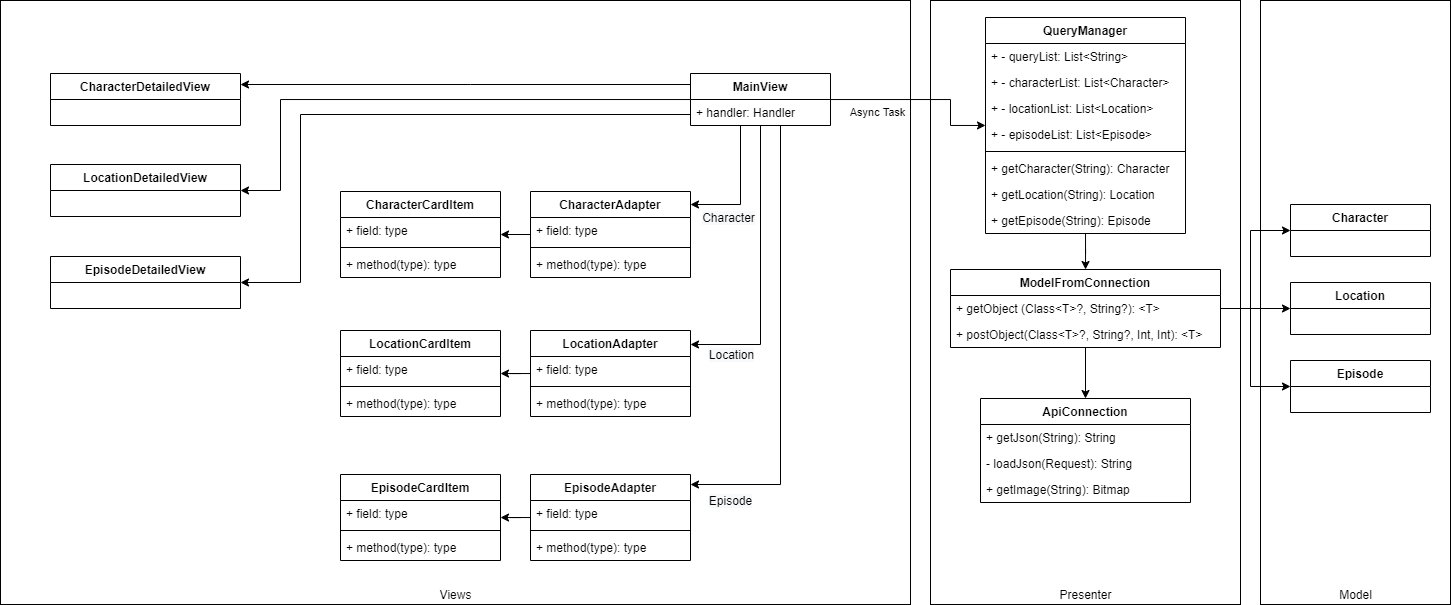 CharacterDetailedView
LocationDetailedView
EpisodeDetailedView
MainView
+ handler: Handler
Async Task
CharacterCardItem
+ field: type
+ method(type): type
CharacterAdapter
+ field: type
+ method(type): type
Character
LocationCardItem
+ field: type
+ method(type): type
LocationAdapter
+ field: type
+ method(type): type
Location
EpisodeCardItem
+ field: type
+ method(type): type
EpisodeAdapter
+ field: type
+ method(type): type
Episode
Views
QueryManager
+ - queryList: List<String>
+ - characterList: List<Character>
+ - locationList: List<Location>
+ - episodeList: List<Episode>
+ getCharacter(String): Character
+ getLocation(String): Location
+ getEpisode(String): Episode
ModelFromConnection
+ getObject (Class<T>?, String?): <T>
+ postObject(Class<T>?, String?, Int, Int): <T>
ApiConnection
+ getJson(String): String
- loadJson(Request): String
+ getImage(String): Bitmap
Presenter
Character
Location
Episode
Model